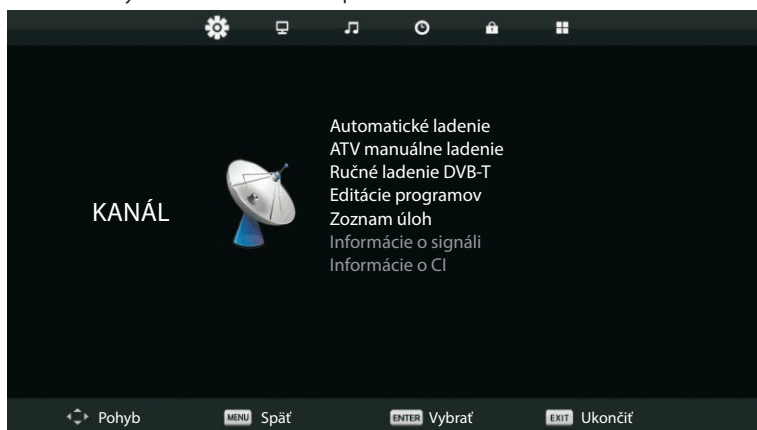 Automatické ladenie
ATV manuálne ladenie
Ručné ladenie DVB-T
Editácie programov
KANÁL
Zoznam úloh
Informácie o signáli
Informácie o CI
Pohyb MENU Späť ENTER Vybrať EXIT Ukončiť